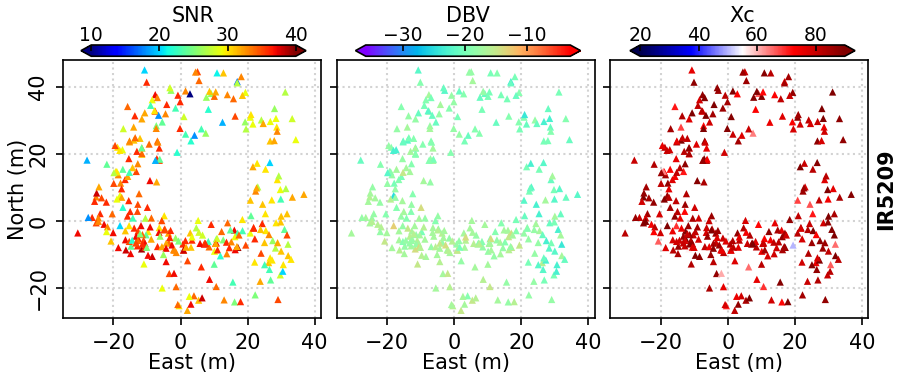 SNR DBV Xc
10 20 30 40 −30 −20 −10 20 40 60 80
North (m)
40
20
0
−20
−20 0 20 40 −20 0 20 40 −20 0 20 40
East (m) East (m) East (m)
IR5209